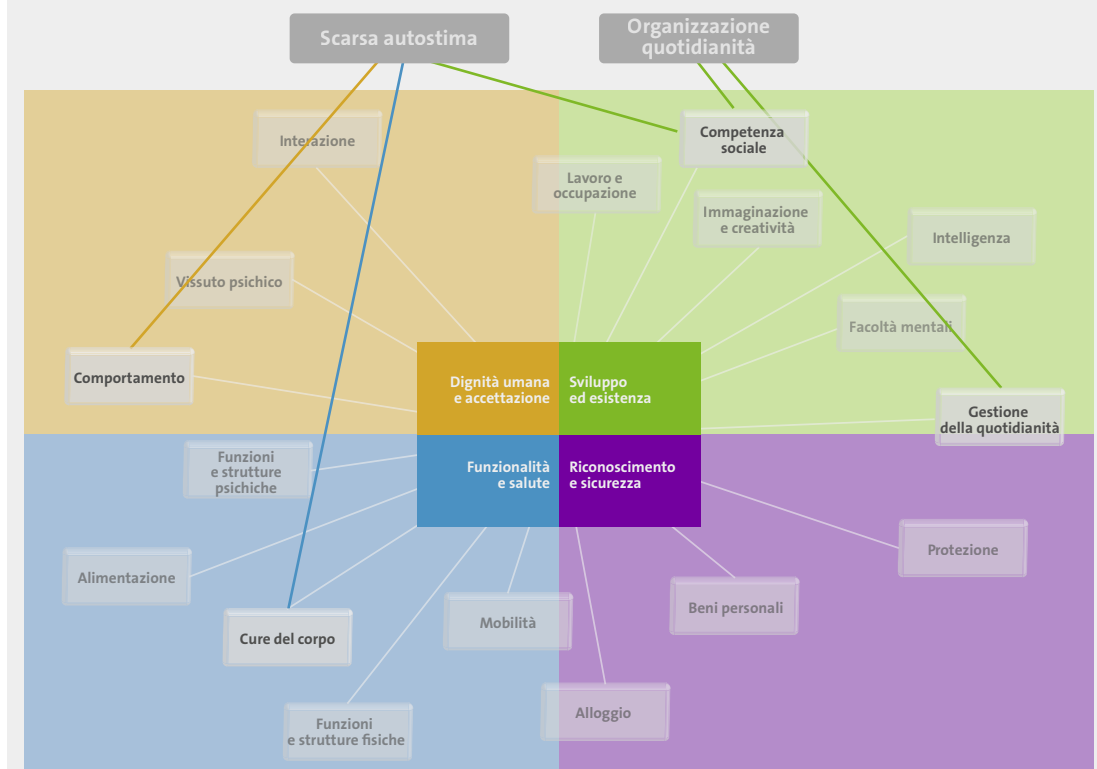 Scarsa autostima
Organizzazione
quotidianità
Interazione
Competenza
sociale
Lavoro e
occupazione
Immaginazione
e creatività
Intelligenza
Vissuto psichico
Facoltà mentali
Comportamento
Dignità umana
e accettazione
Sviluppo
ed esistenza
Gestione
della quotidianità
Funzioni
e strutture
psichiche
Funzionalità
e salute
Riconoscimento
e sicurezza
Alimentazione
Protezione
Cure del corpo
Mobilità
Beni personali
Funzioni
e strutture fisiche
Alloggio